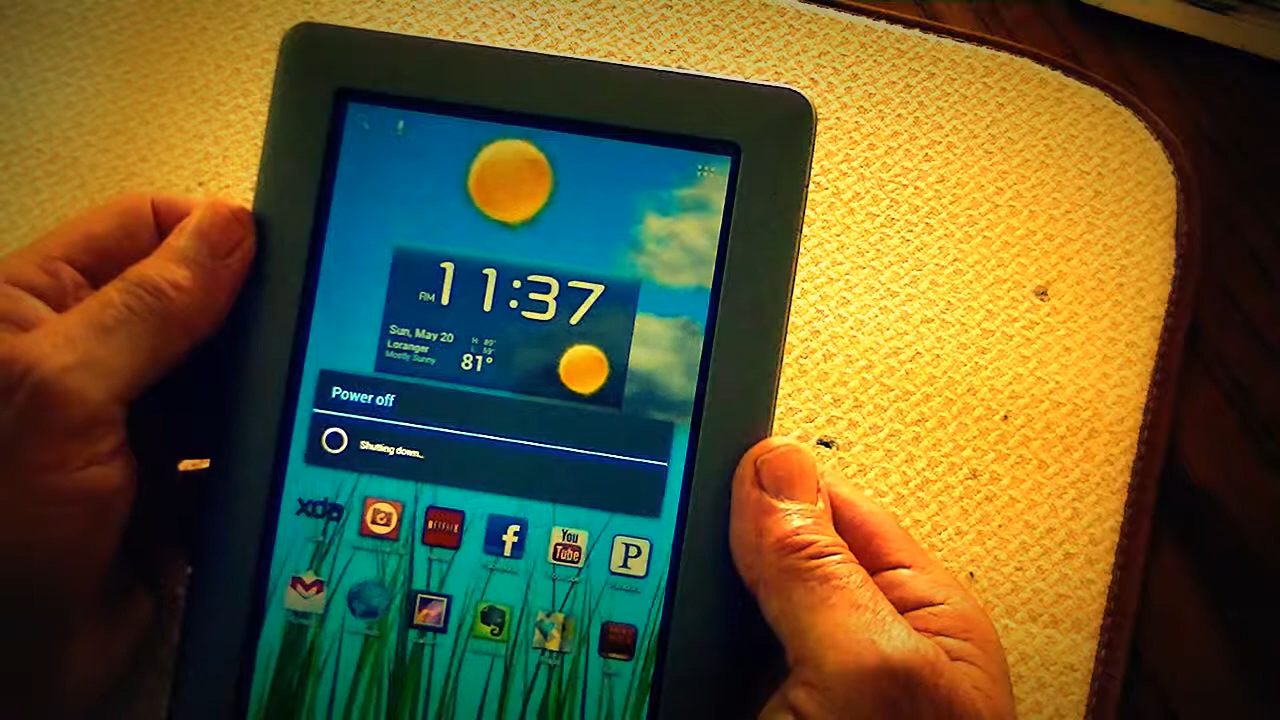 AM 11:37
Sun, May 20
Loranger
Mostly Sunny
H: 89°
L: 59°
81°
Power off
Shutting down...
xda
NETFLIX
f
You
Tube
P